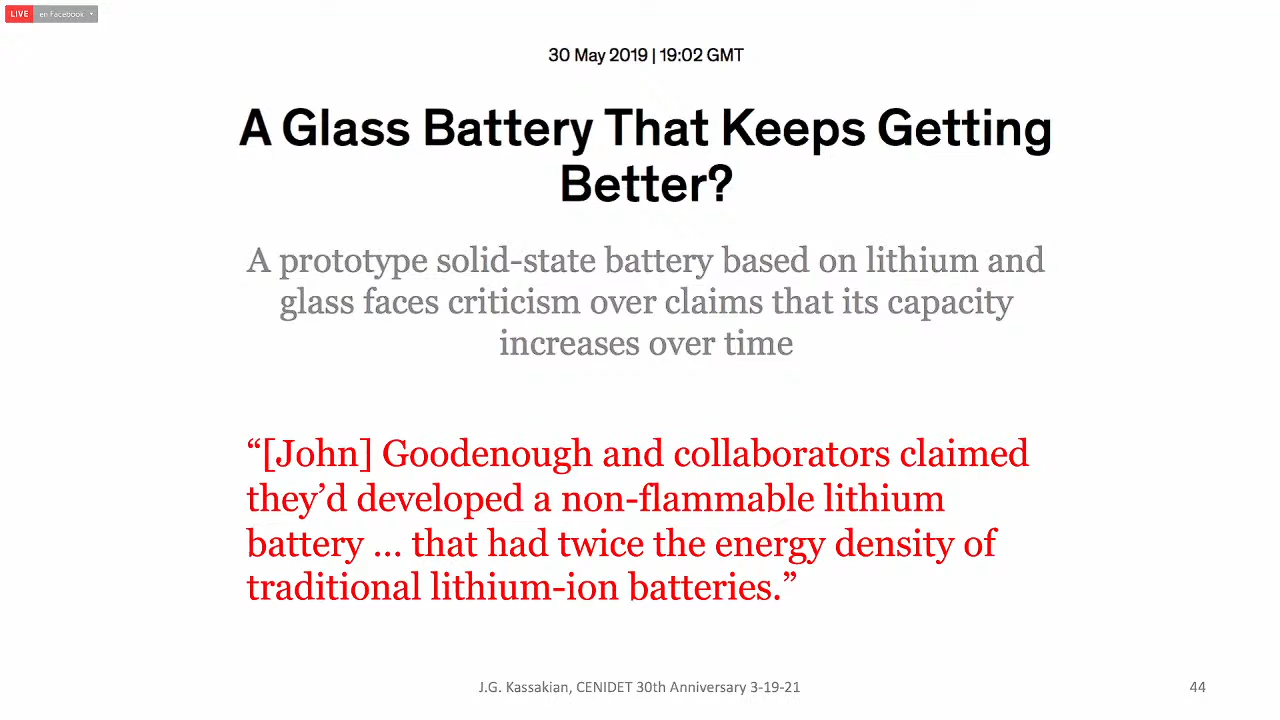 LIVE en Facebook
30 May 2019 | 19:02 GMT
A Glass Battery That Keeps Getting
Better?
A prototype solid-state battery based on lithium and
glass faces criticism over claims that its capacity
increases over time
“[John] Goodenough and collaborators claimed
they’d developed a non-flammable lithium
battery ... that had twice the energy density of
traditional lithium-ion batteries.”
J.G. Kassakian, CENIDET 30th Anniversary 3-19-21
44